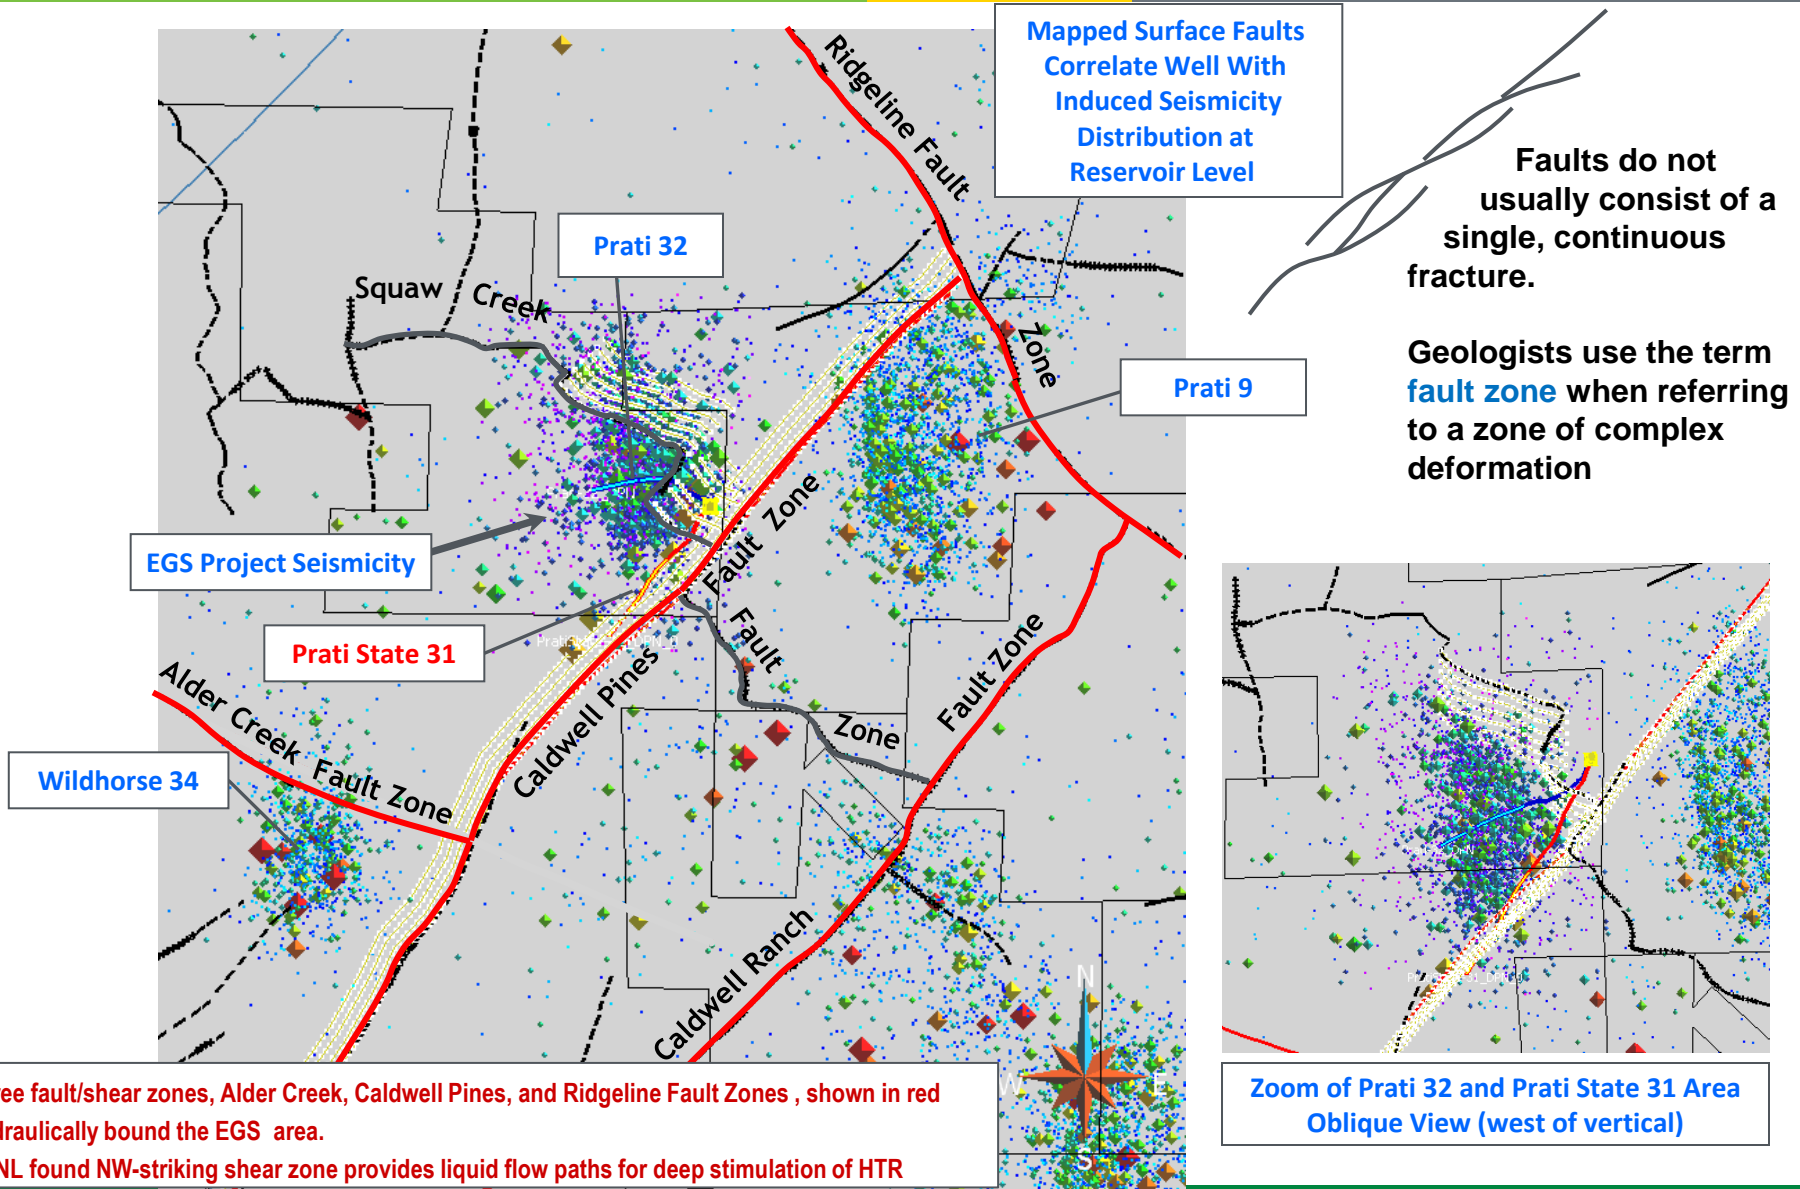 Mapped Surface Faults
Correlate Well With
Induced Seismicity
Distribution at
Reservoir Level
Faults do not
usually consist of a
single, continuous
fracture.
Geologists use the term
fault zone when referring
to a zone of complex
deformation
Ridgeline Fault
Zone
Prati 32
Squaw Creek
Prati 9
Fault Zone
EGS Project Seismicity
Prati State 31
Fault
Zone
Caldwell Pines
Alder Creek Fault Zone
Wildhorse 34
Fault Zone
Caldwell Ranch
N
W
E
S
ee fault/shear zones, Alder Creek, Caldwell Pines, and Ridgeline Fault Zones , shown in red
draulically bound the EGS area.
NL found NW-striking shear zone provides liquid flow paths for deep stimulation of HTR
Zoom of Prati 32 and Prati State 31 Area
Oblique View (west of vertical)